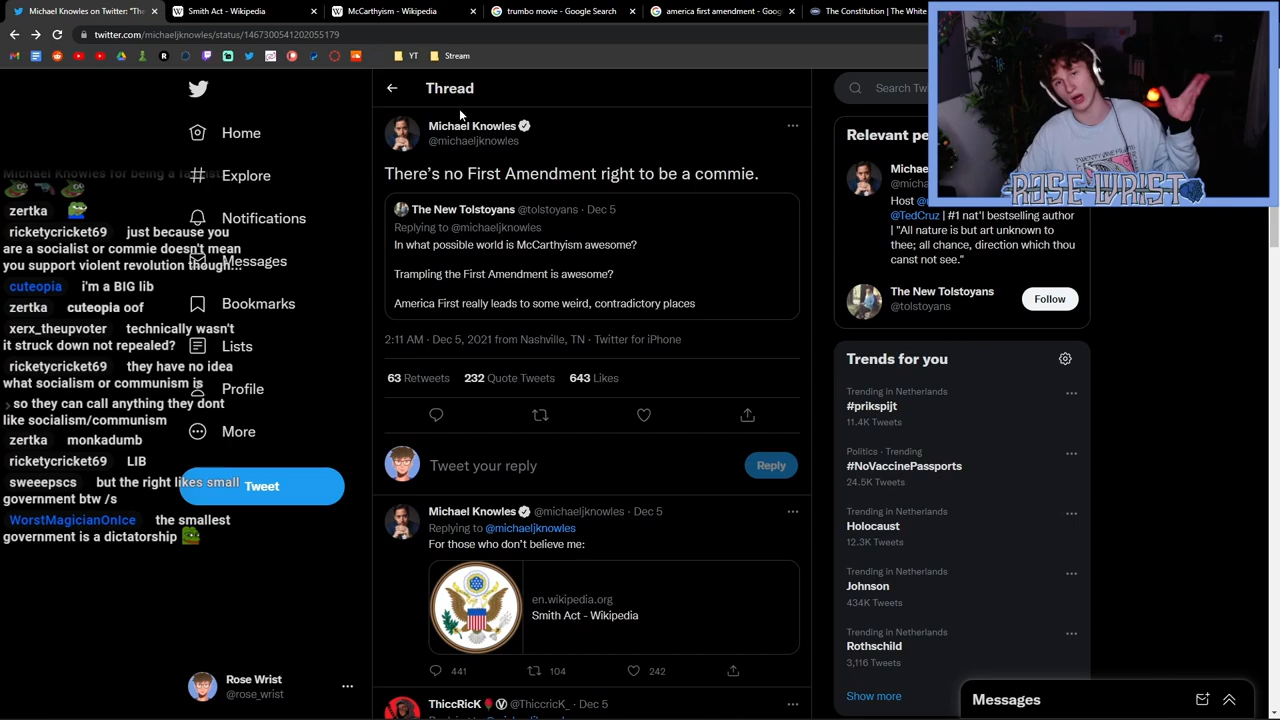 Michael Knowles on Twitter: "The
Smith Act - Wikipedia
McCarthyism - Wikipedia
trumbo movie - Google Search
america first amendment - Goo
The Constitution | The White
twitter.com/michaeljknowles/status/1467300541202055179
YT
Stream
Home
Explore
Notifications
Messages
Bookmarks
Lists
Profile
More
Tweet
Rose Wrist
@rose_wrist
Michael Knowles for being a
zertka
ricketycritter69 just because you
are a socialist or commie doesn't mean
you support violent revolution though...
cuteopia i'm a BIG lib
zertka cuteopia oof
xerx_theupvoter technically wasn't
it struck down not repealed?
ricketycritter69 they have no idea
what socialism or communism is
so they can call anything they dont
like socialism/communism
zertka monkadumb
ricketycritter69 LIB
sweeepscs but the right likes small
government btw /s
WorstMagicianOnIce the smallest
government is a dictatorship
Thread
Michael Knowles
@michaeljknowles
There's no First Amendment right to be a commie.
The New Tolstoyans @tolstoyans · Dec 5
Replying to @michaeljknowles
In what possible world is McCarthyism awesome?
Trampling the First Amendment is awesome?
America First really leads to some weird, contradictory places
2:11 AM · Dec 5, 2021 from Nashville, TN · Twitter for iPhone
63 Retweets 232 Quote Tweets 643 Likes
Tweet your reply
Reply
Michael Knowles @michaeljknowles · Dec 5
Replying to @michaeljknowles
For those who don't believe me:
en.wikipedia.org
Smith Act - Wikipedia
441 104 242
ThiccRicK @ThiccricK_ · Dec 5
Search Tw
Relevant pe
Michae
@micha
Host @
@TedCruz | #1 nat'l bestselling author
| "All nature is but art unknown to
thee; all chance, direction which thou
canst not see."
The New Tolstoyans
@tolstoyans
Follow
Trends for you
Trending in Netherlands
#prikspijt
11.4K Tweets
Politics · Trending
#NoVaccinePassports
24.5K Tweets
Trending in Netherlands
Holocaust
12.3K Tweets
Trending in Netherlands
Johnson
434K Tweets
Trending in Netherlands
Rothschild
3,116 Tweets
Show more
Messages
ROSE WRIST